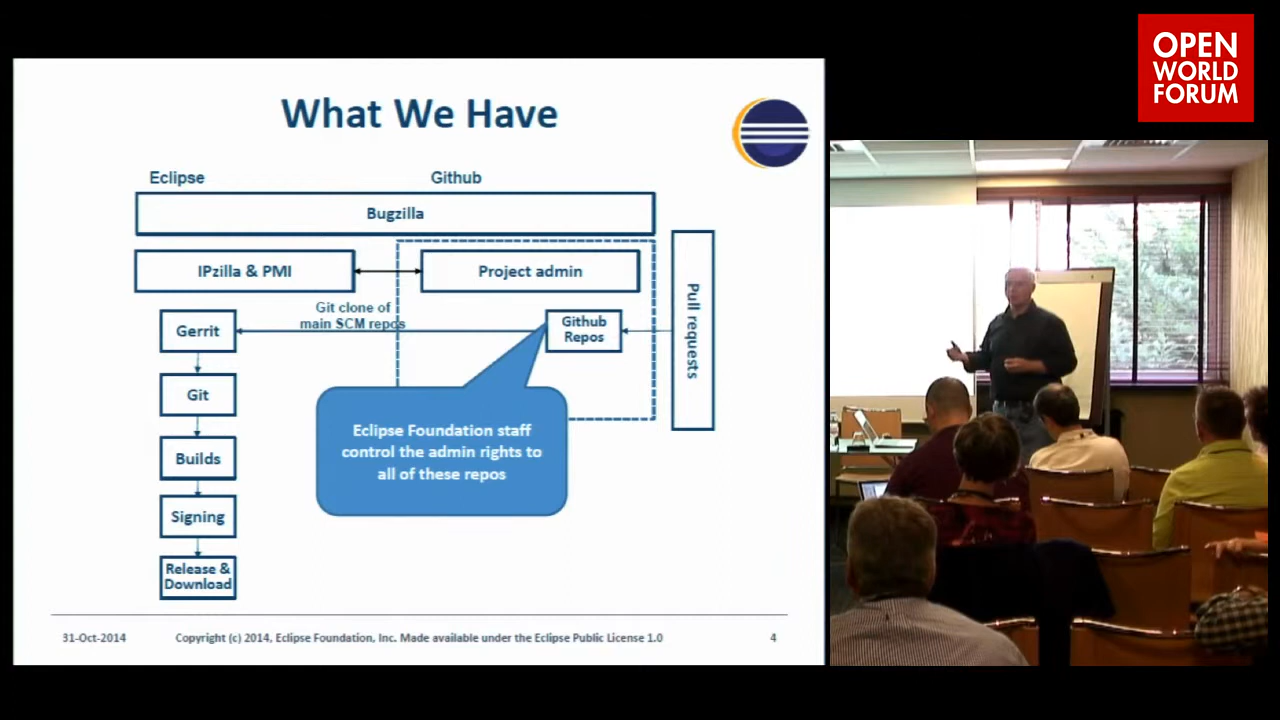 OPEN
WORLD
FORUM
What We Have
Eclipse
Github
Bugzilla
IPzilla & PMI
Project admin
Git clone of
main SCM repos
Gerrit
Github
Repos
Pull requests
Git
Eclipse Foundation staff
control the admin rights to
all of these repos
Builds
Signing
Release &
Download
31-Oct-2014
Copyright (c) 2014, Eclipse Foundation, Inc. Made available under the Eclipse Public License 1.0
4